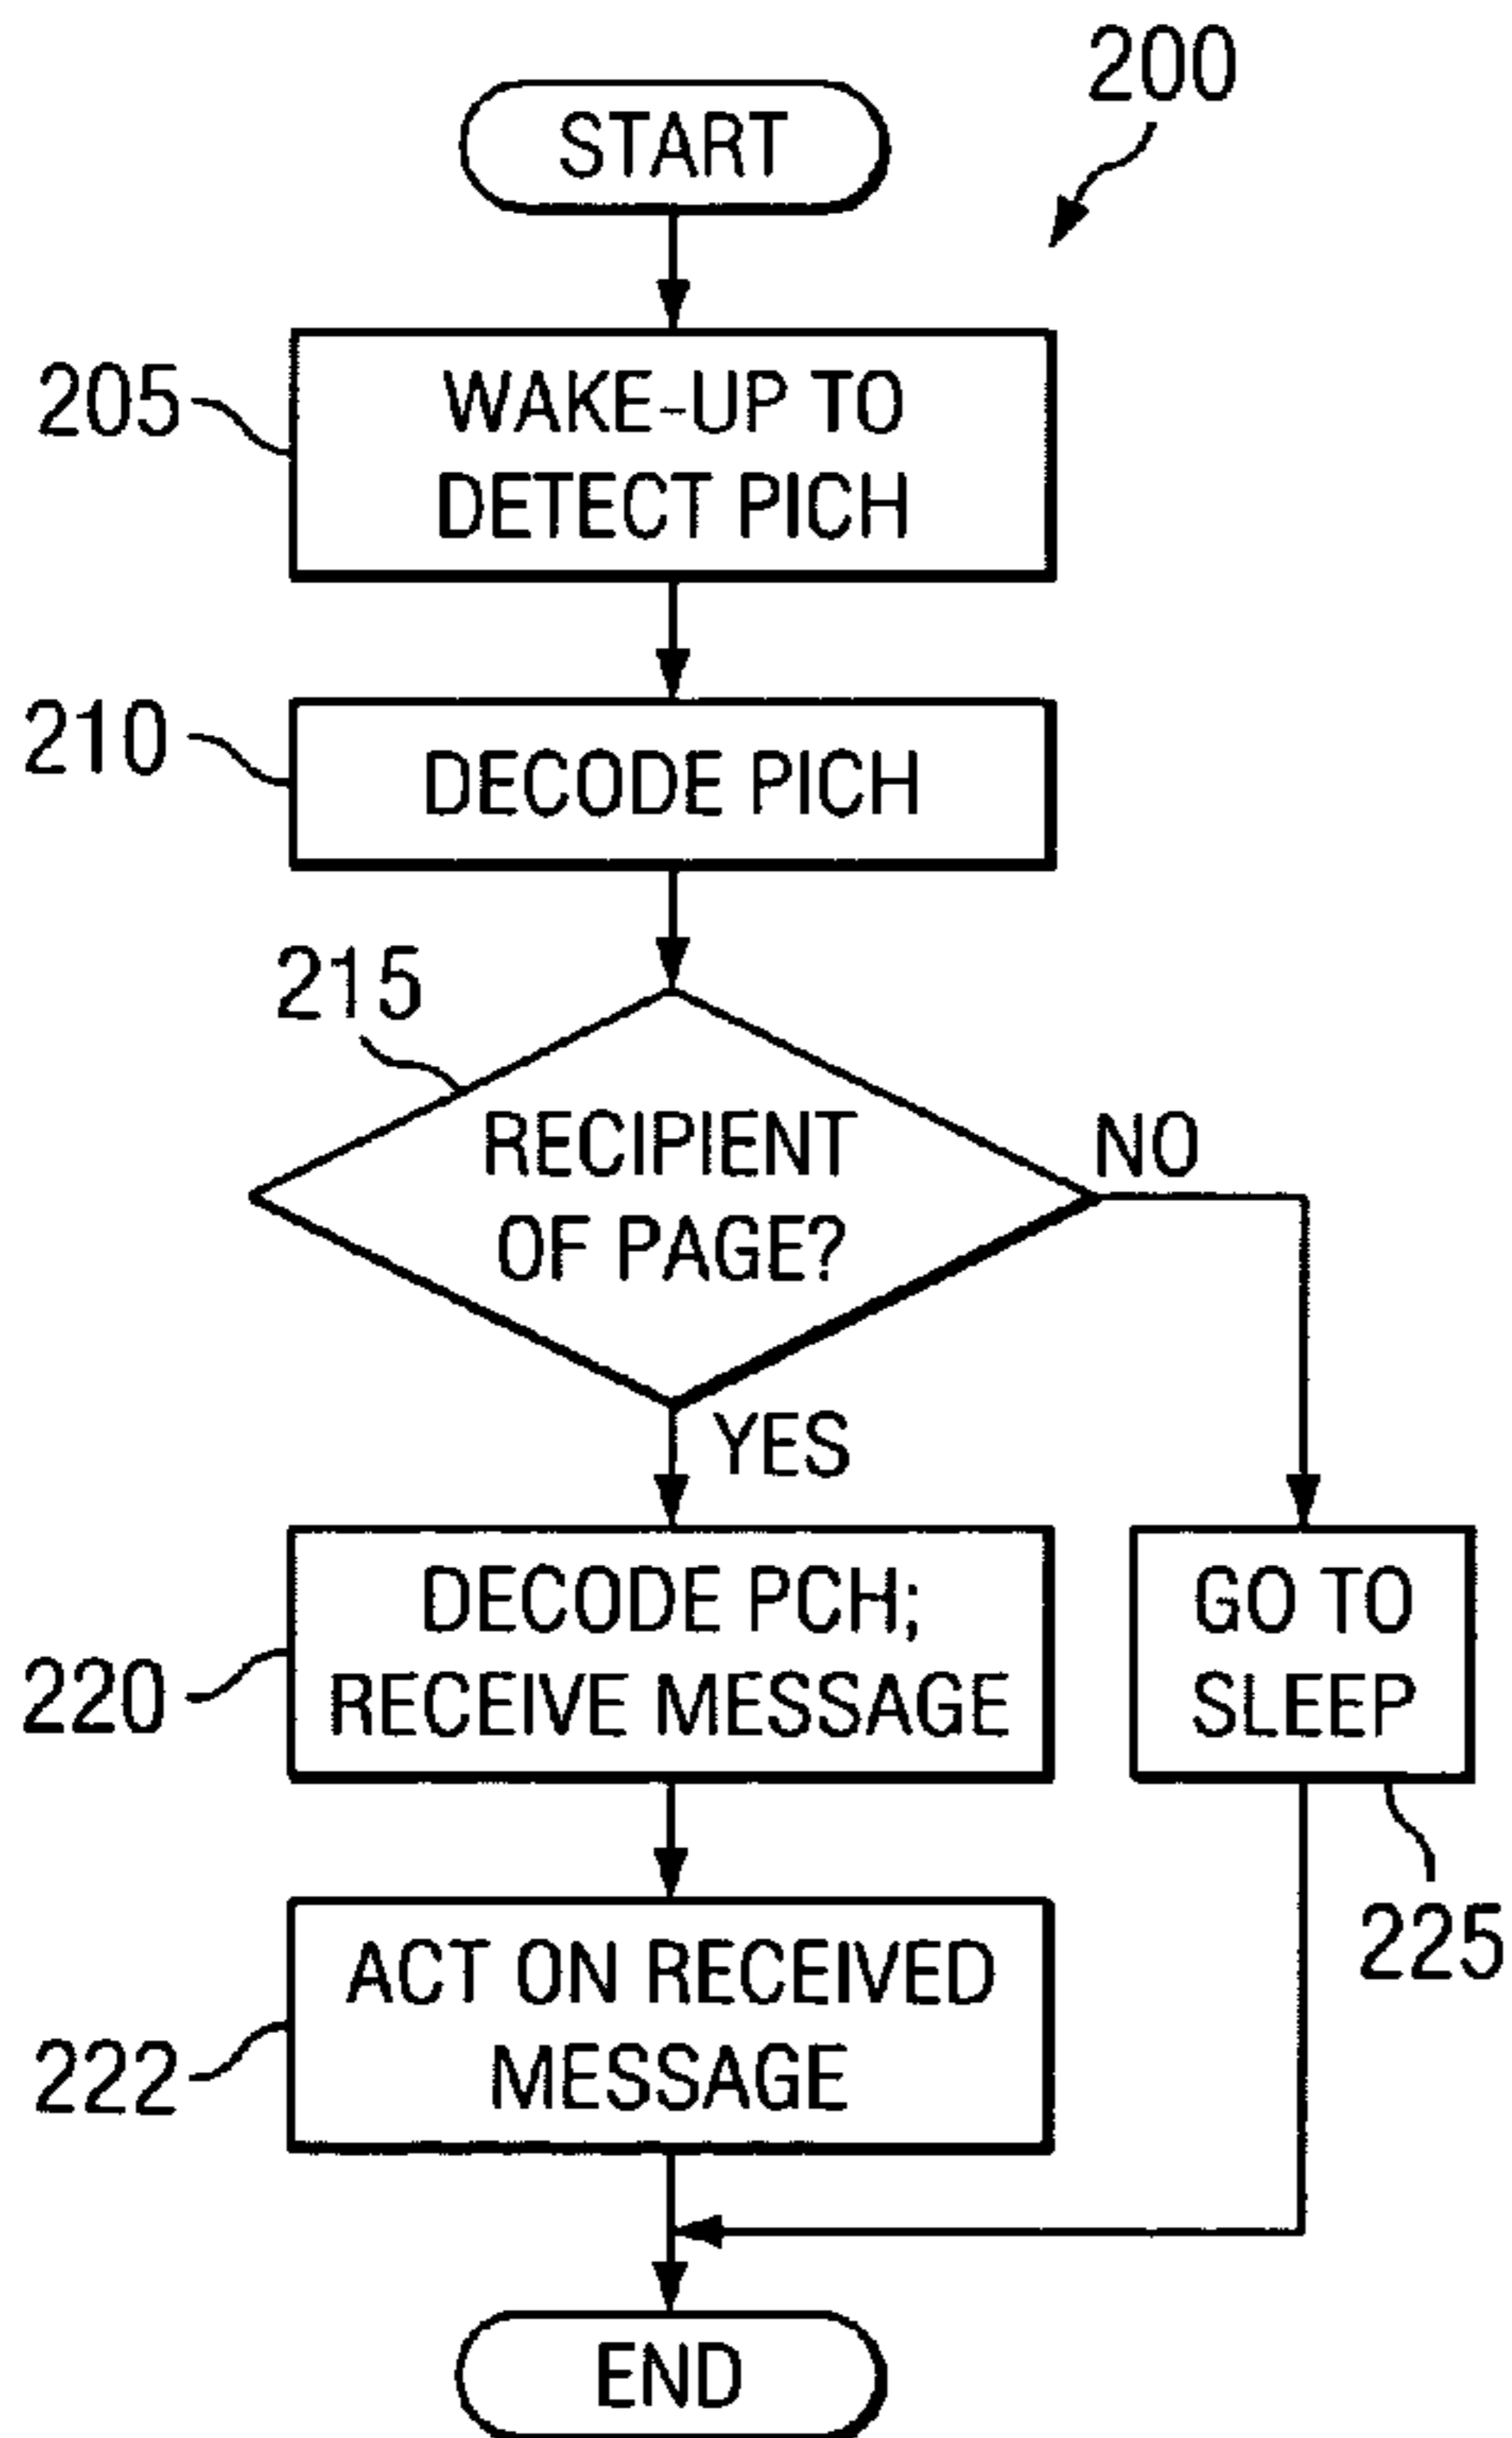 200
START
205
WAKE-UP TO
DETECT PICH
210
DECODE PICH
215
RECIPIENT
OF PAGE?
NO
YES
220
DECODE PCH;
RECEIVE MESSAGE
GO TO
SLEEP
225
222
ACT ON RECEIVED
MESSAGE
END